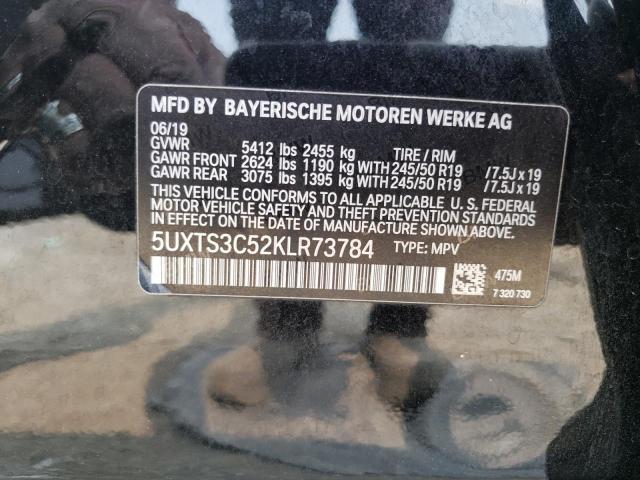 MFD BY BAYERISCHE MOTOREN WERKE AG
06/19
GVWR 5412 lbs 2455 kg TIRE / RIM
GAWR FRONT 2624 lbs 1190 kg WITH 245/50 R19 /7.5J x 19
GAWR REAR 3075 lbs 1395 kg WITH 245/50 R19 /7.5J x 19
THIS VEHICLE CONFORMS TO ALL APPLICABLE U. S. FEDERAL
MOTOR VEHICLE SAFETY, BUMPER, AND THEFT PREVENTION
STANDARDS IN EFFECT ON THE DATE OF MANUFACTURE SHOWN ABOVE.
5UXTS3C52KLR73784 TYPE: MPV
475M
7 320 730